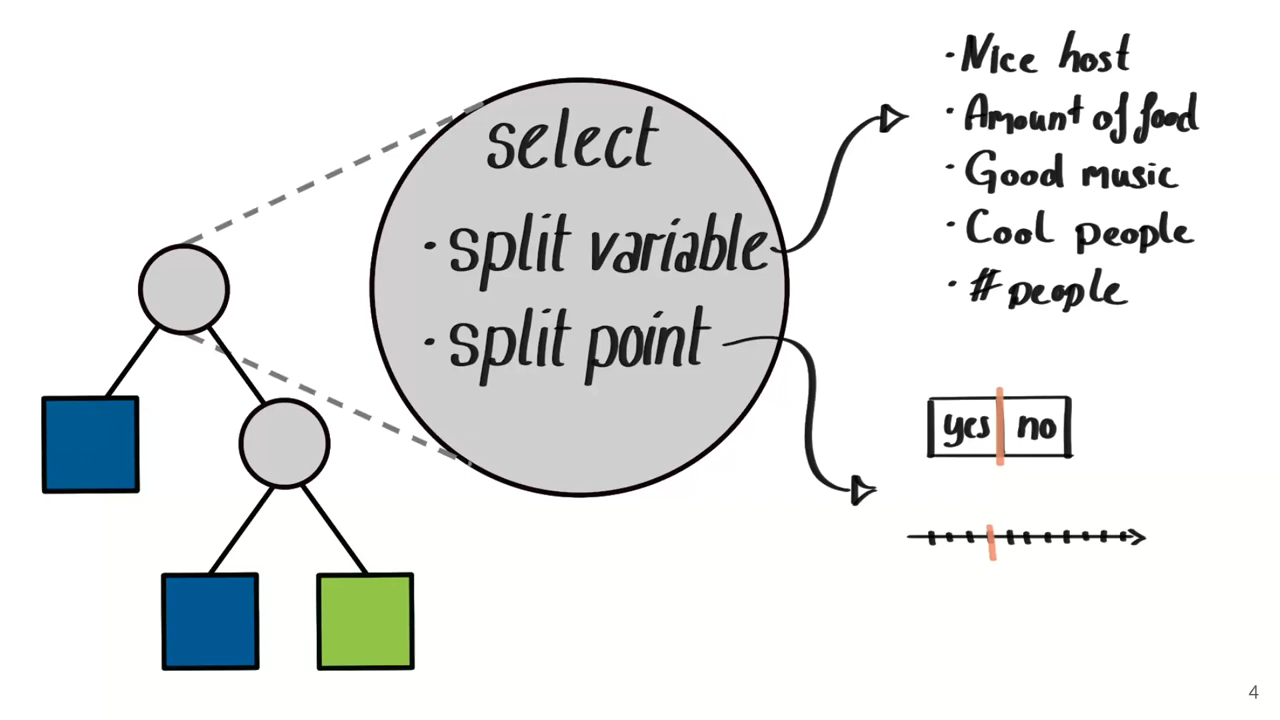 select
· split variable
· split point
· Nice host
· Amount of food
· Good music
· Cool people
· # people
yes no
4